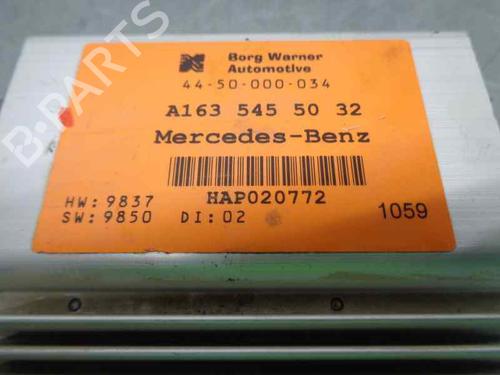 Borg Warner
Automotive
44-50-000-034
A163 545 50 32
Mercedes-Benz
HAP020772
HW: 9837
SW: 9850 DI: 02
1059
B-PARTS